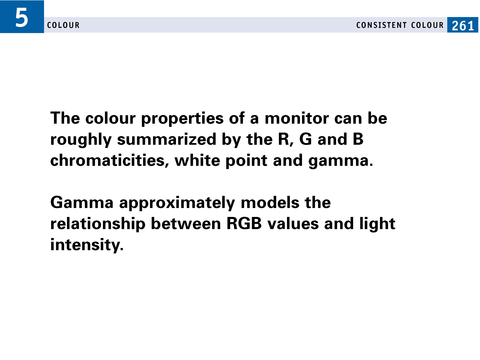 5
COLOUR
CONSISTENT COLOUR 261
The colour properties of a monitor can be
roughly summarized by the R, G and B
chromaticities, white point and gamma.
Gamma approximately models the
relationship between RGB values and light
intensity.